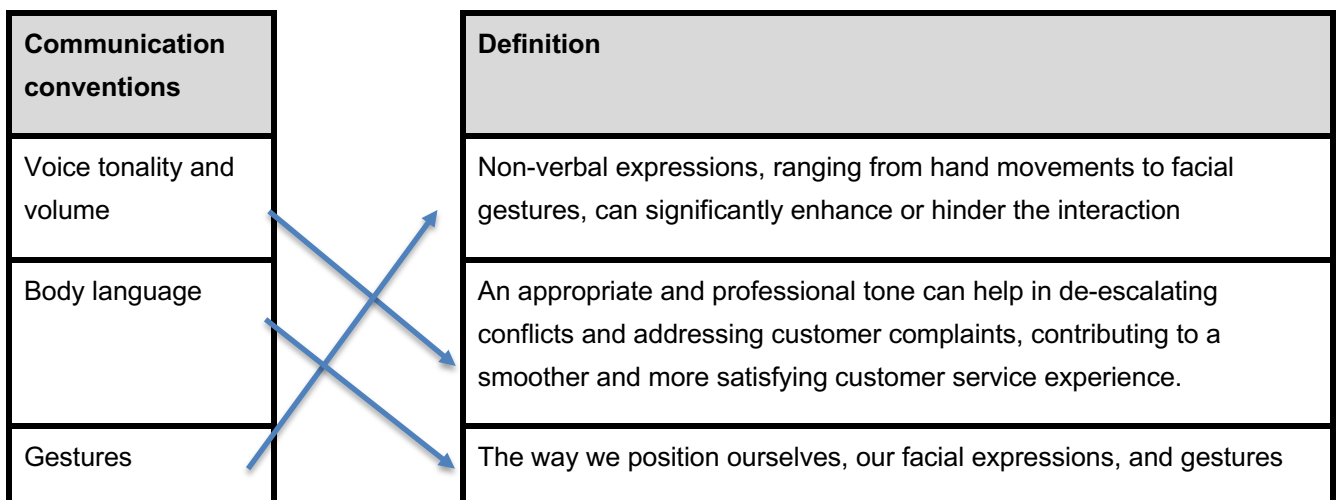 Communication
conventions
Definition
Voice tonality and
volume
Non-verbal expressions, ranging from hand movements to facial
gestures, can significantly enhance or hinder the interaction
Body language
An appropriate and professional tone can help in de-escalating
conflicts and addressing customer complaints, contributing to a
smoother and more satisfying customer service experience.
Gestures
The way we position ourselves, our facial expressions, and gestures